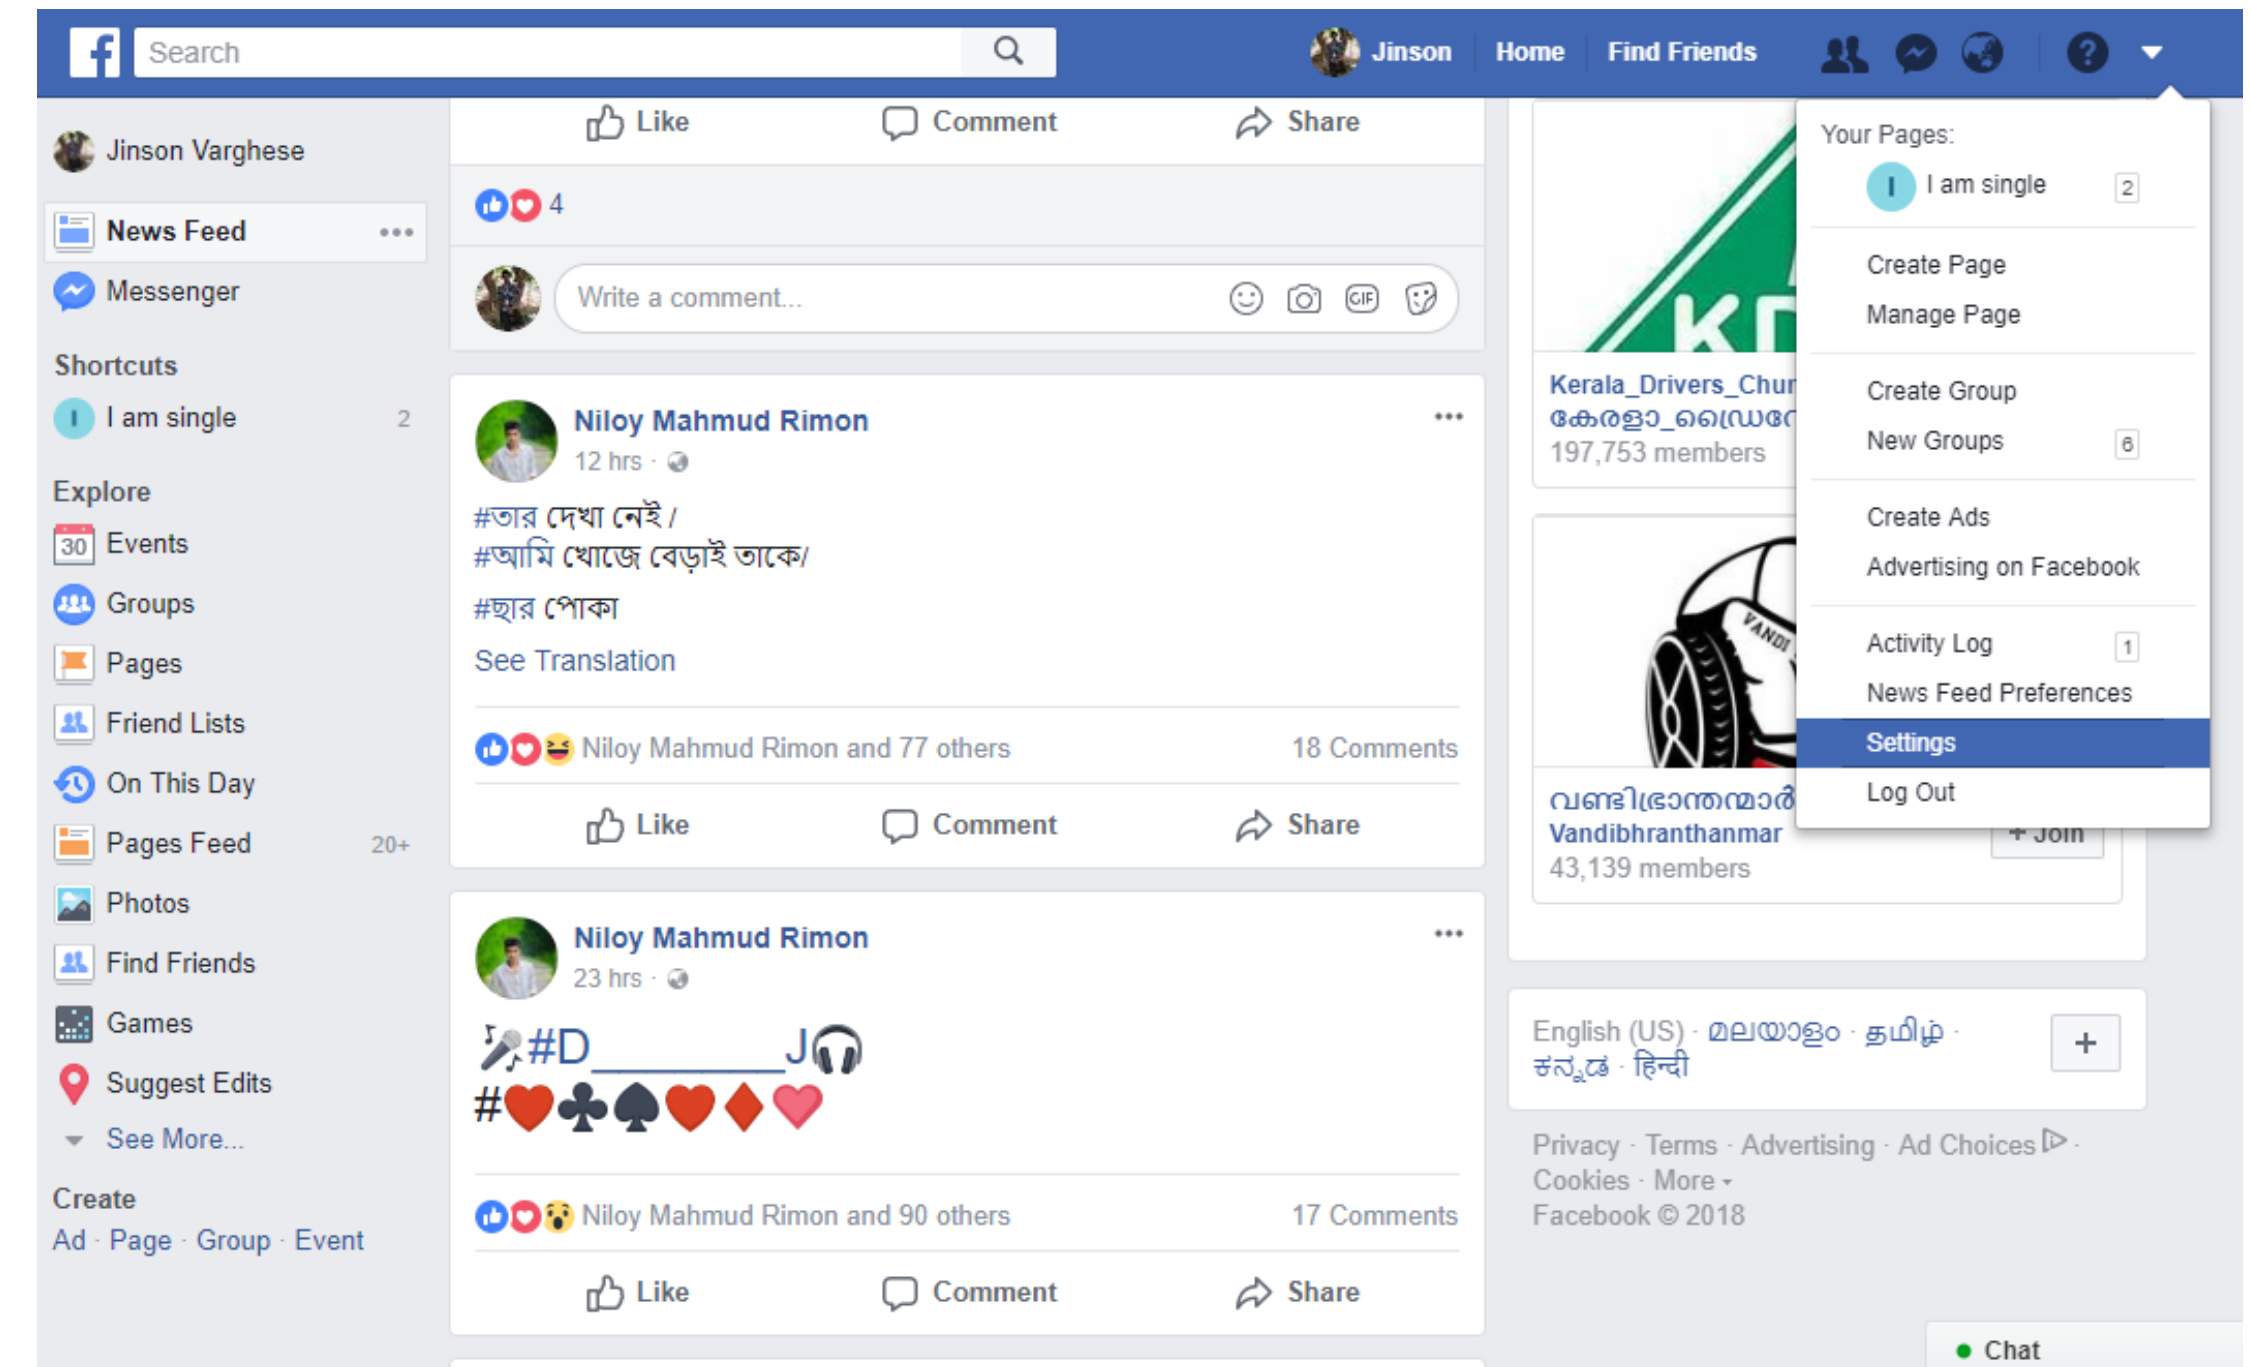 Search
Jinson
Home
Find Friends
Jinson Varghese
News Feed
Messenger
Shortcuts
I am single 2
Explore
30 Events
Groups
Pages
Friend Lists
On This Day
Pages Feed 20+
Photos
Find Friends
Games
Suggest Edits
See More...
Create
Ad · Page · Group · Event
Like Comment Share
4
Write a comment...
GIF
Niloy Mahmud Rimon
12 hrs ·
#তার দেখা নেই /
#আমি খোজে বেড়াই তাকে/
#ছার পোকা
See Translation
Niloy Mahmud Rimon and 77 others 18 Comments
Like Comment Share
Niloy Mahmud Rimon
23 hrs ·
🎤#D_______J🎧
#❤♣♠❤♦❤
Niloy Mahmud Rimon and 90 others 17 Comments
Like Comment Share
Kerala_Drivers_Chun
197,753 members
VANDI
വണ്ടിഭ്രാന്തന്മാർ
Vandibhranthanmar
43,139 members
+ Join
Your Pages:
I I am single 2
Create Page
Manage Page
Create Group
New Groups 6
Create Ads
Advertising on Facebook
Activity Log 1
News Feed Preferences
Settings
Log Out
English (US) · മലയാളം · தமிழ் ·
ಕನ್ನಡ · हिन्दी
+
Privacy · Terms · Advertising · Ad Choices ·
Cookies · More
Facebook © 2018
Chat